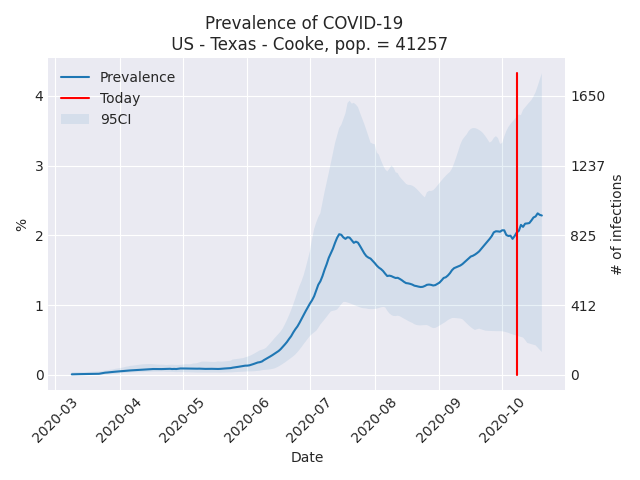 Prevalence of COVID-19
US - Texas - Cooke, pop. = 41257
Prevalence
Today
95CI
4
3
2
1
0
%
1650
1237
825
412
0
# of infections
2020-03
2020-04
2020-05
2020-06
2020-07
2020-08
2020-09
2020-10
Date